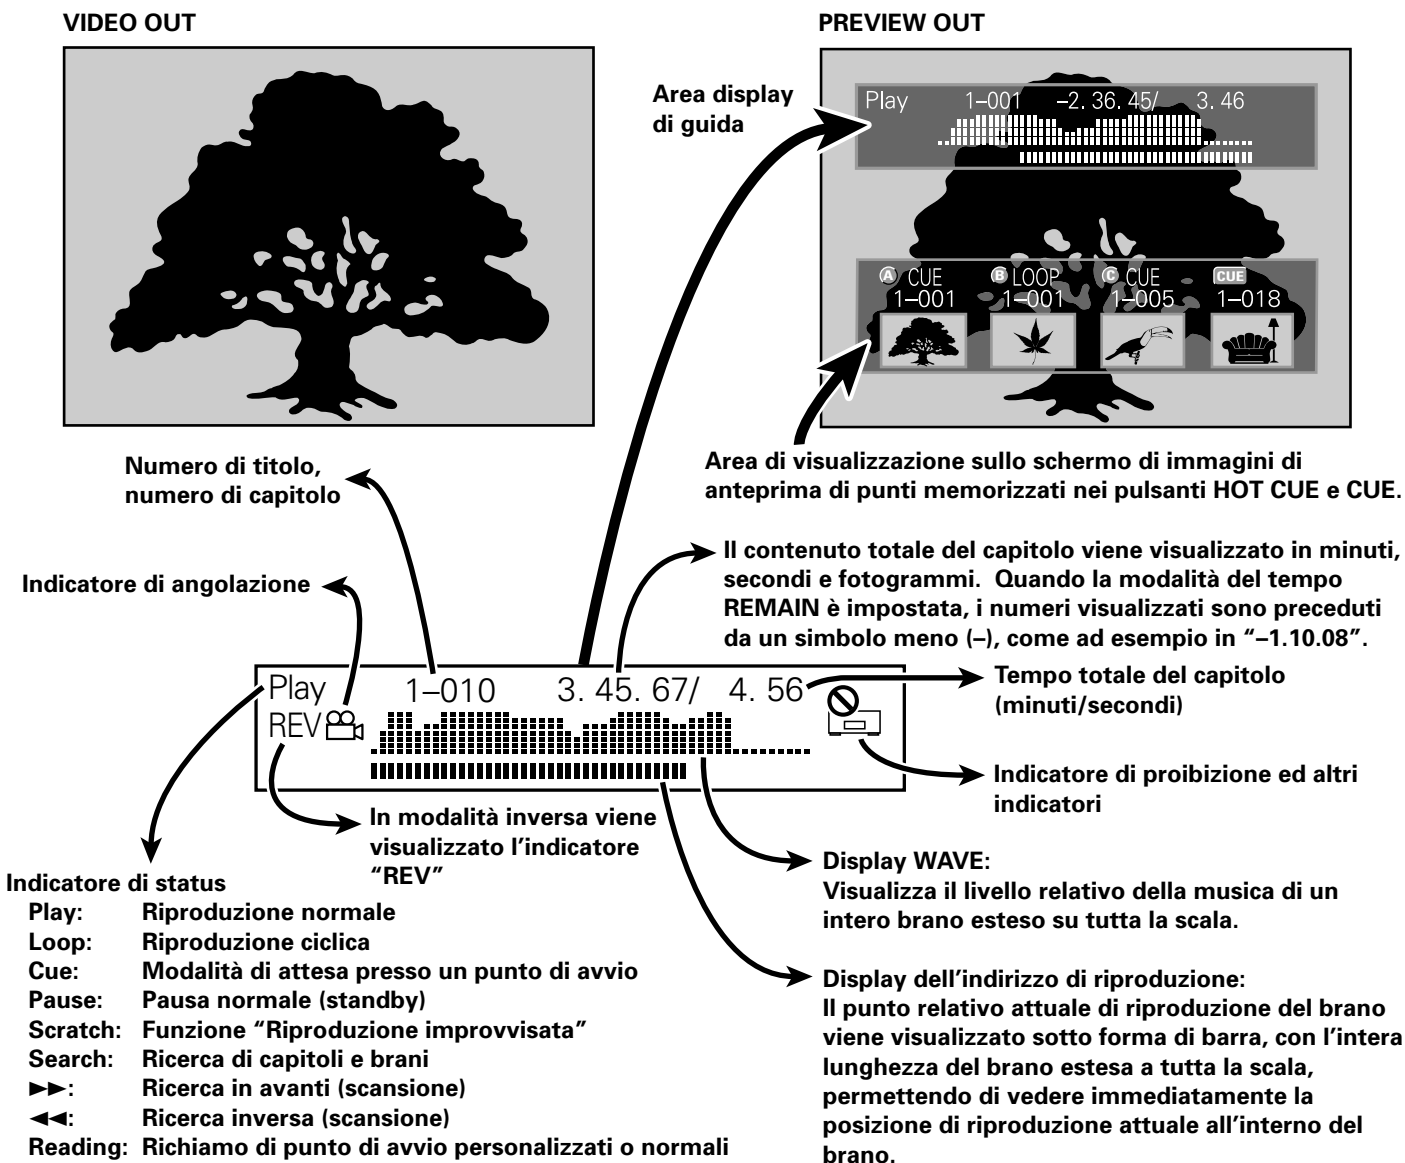 VIDEO OUT
PREVIEW OUT
Area display
di guida
Play 1–001 –2. 36. 45/ 3. 46
A CUE
1–001
B LOOP
1–001
C CUE
1–005
CUE
1–018
Numero di titolo,
numero di capitolo
Area di visualizzazione sullo schermo di immagini di
anteprima di punti memorizzati nei pulsanti HOT CUE e CUE.
Indicatore di angolazione
Il contenuto totale del capitolo viene visualizzato in minuti,
secondi e fotogrammi. Quando la modalità del tempo
REMAIN è impostata, i numeri visualizzati sono preceduti
da un simbolo meno (–), come ad esempio in “–1.10.08”.
Play 1–010 3. 45. 67/ 4. 56
REV
Tempo totale del capitolo
(minuti/secondi)
Indicatore di proibizione ed altri
indicatori
In modalità inversa viene
visualizzato l’indicatore
“REV”
Display WAVE:
Visualizza il livello relativo della musica di un
intero brano esteso su tutta la scala.
Display dell’indirizzo di riproduzione:
Il punto relativo attuale di riproduzione del brano
viene visualizzato sotto forma di barra, con l’intera
lunghezza del brano estesa a tutta la scala,
permettendo di vedere immediatamente la
posizione di riproduzione attuale all’interno del
brano.
Indicatore di status
Play: Riproduzione normale
Loop: Riproduzione ciclica
Cue: Modalità di attesa presso un punto di avvio
Pause: Pausa normale (standby)
Scratch: Funzione “Riproduzione improvvisata”
Search: Ricerca di capitoli e brani
►►: Ricerca in avanti (scansione)
◄◄: Ricerca inversa (scansione)
Reading: Richiamo di punto di avvio personalizzati o normali